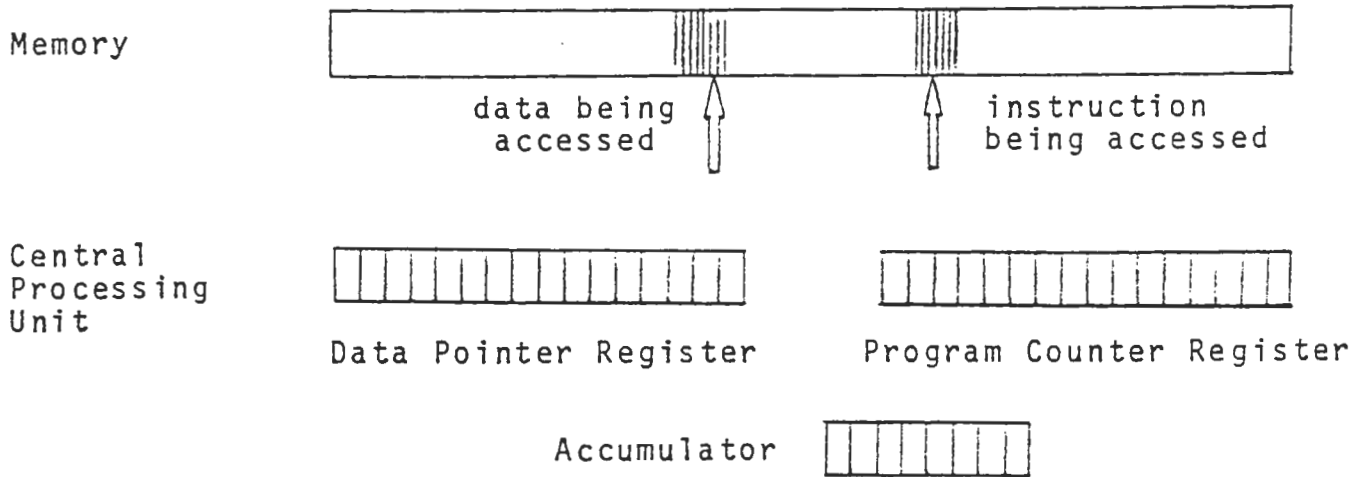 Memory
data being
accessed
instruction
being accessed
Central
Processing
Unit
Data Pointer Register
Program Counter Register
Accumulator